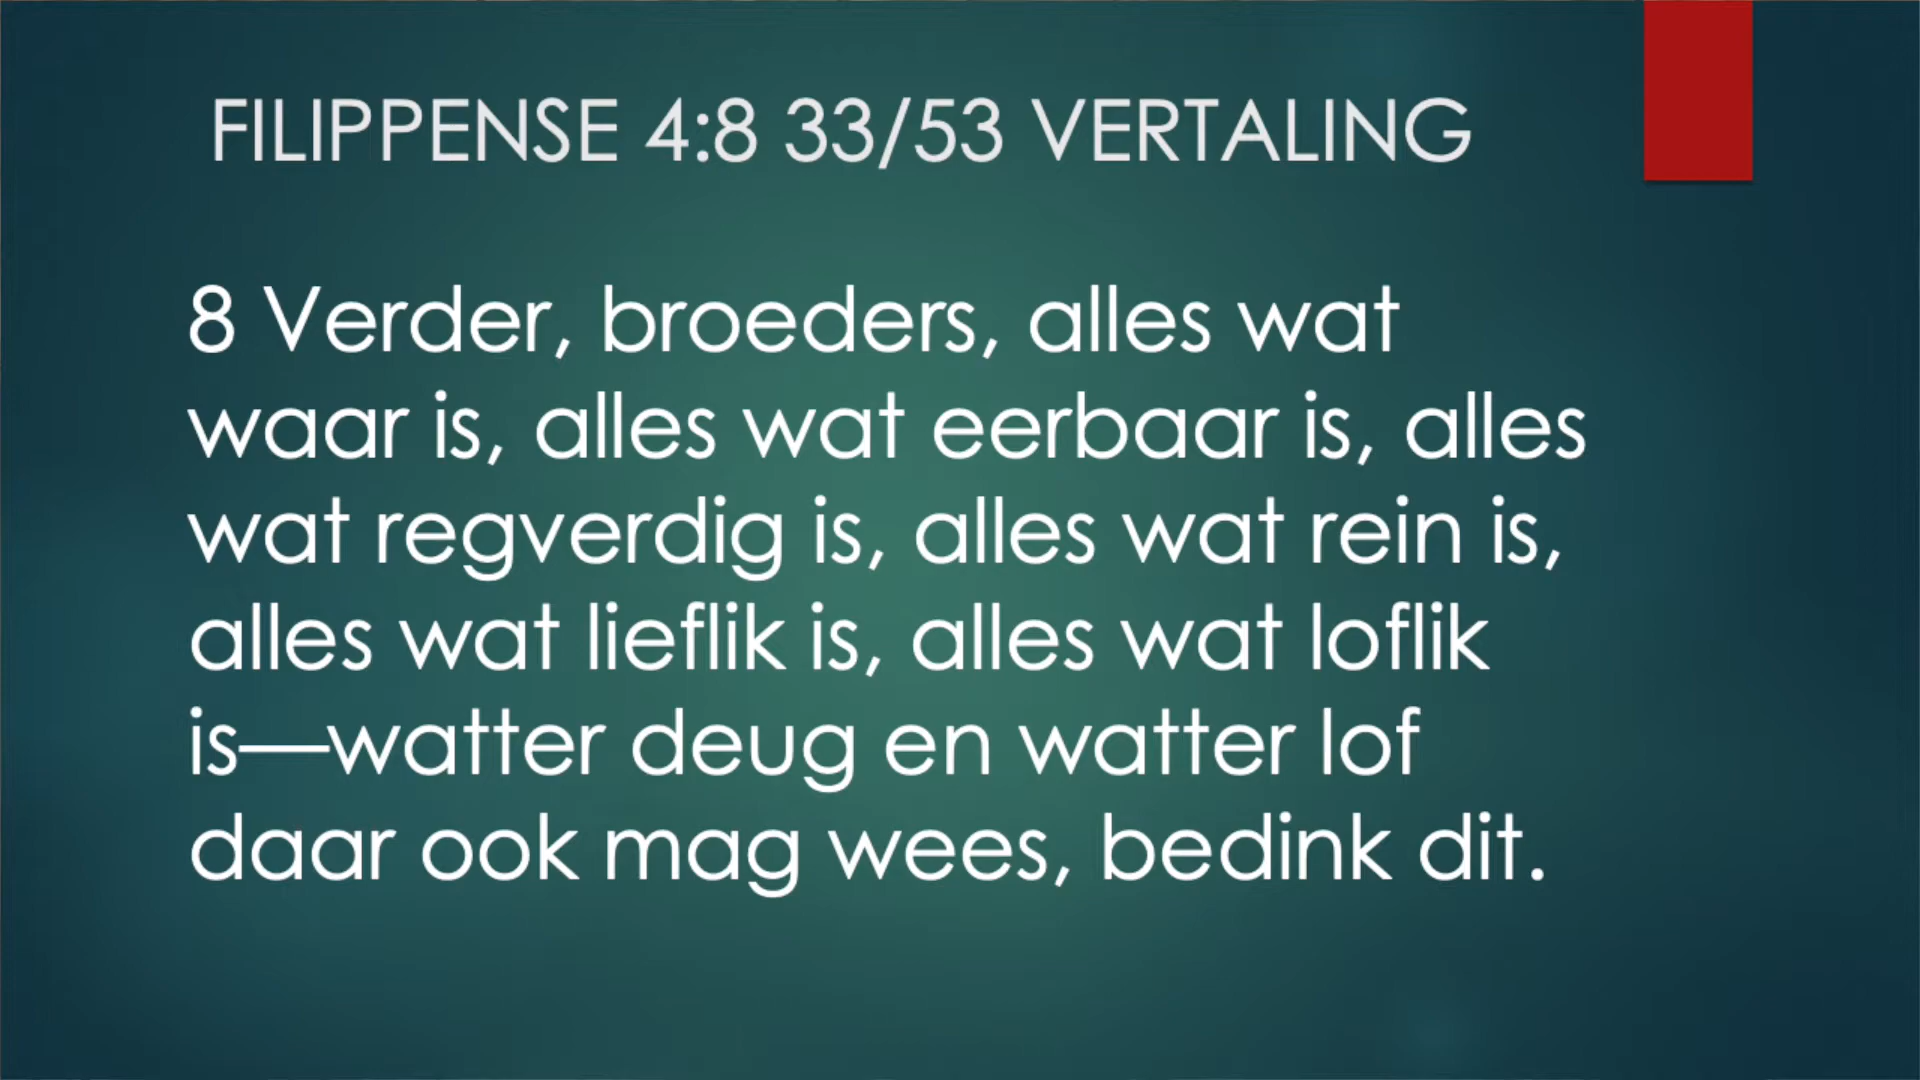 FILIPPENSE 4:8 33/53 VERTALING
8 Verder, broeders, alles wat
waar is, alles wat eerbaar is, alles
wat regverdig is, alles wat rein is,
alles wat lieflik is, alles wat loflik
is—watter deug en watter lof
daar ook mag wees, bedink dit.